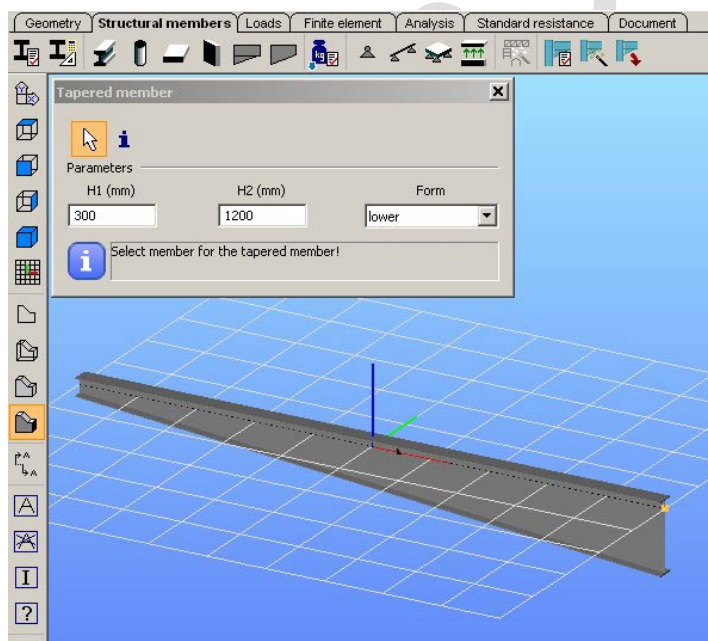 Geometry Structural members Loads Finite element Analysis Standard resistance Document
kg
Tapered member
i
Parameters
H1 (mm) H2 (mm) Form
300 1200 lower
i Select member for the tapered member!
A
A
A
A
I
?